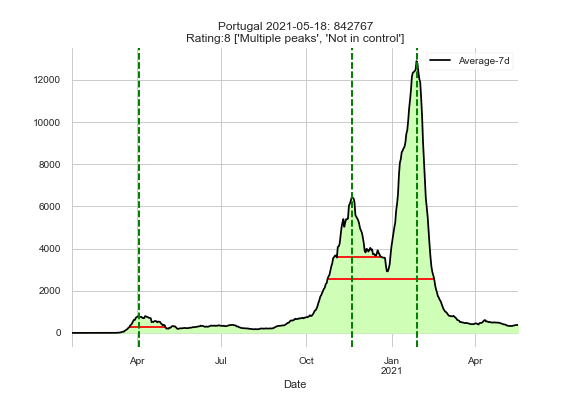 Portugal 2021-05-18: 842767
Rating:8 ['Multiple peaks', 'Not in control']
Average-7d
12000
10000
8000
6000
4000
2000
0
Apr Jul Oct Jan Apr
2021
Date